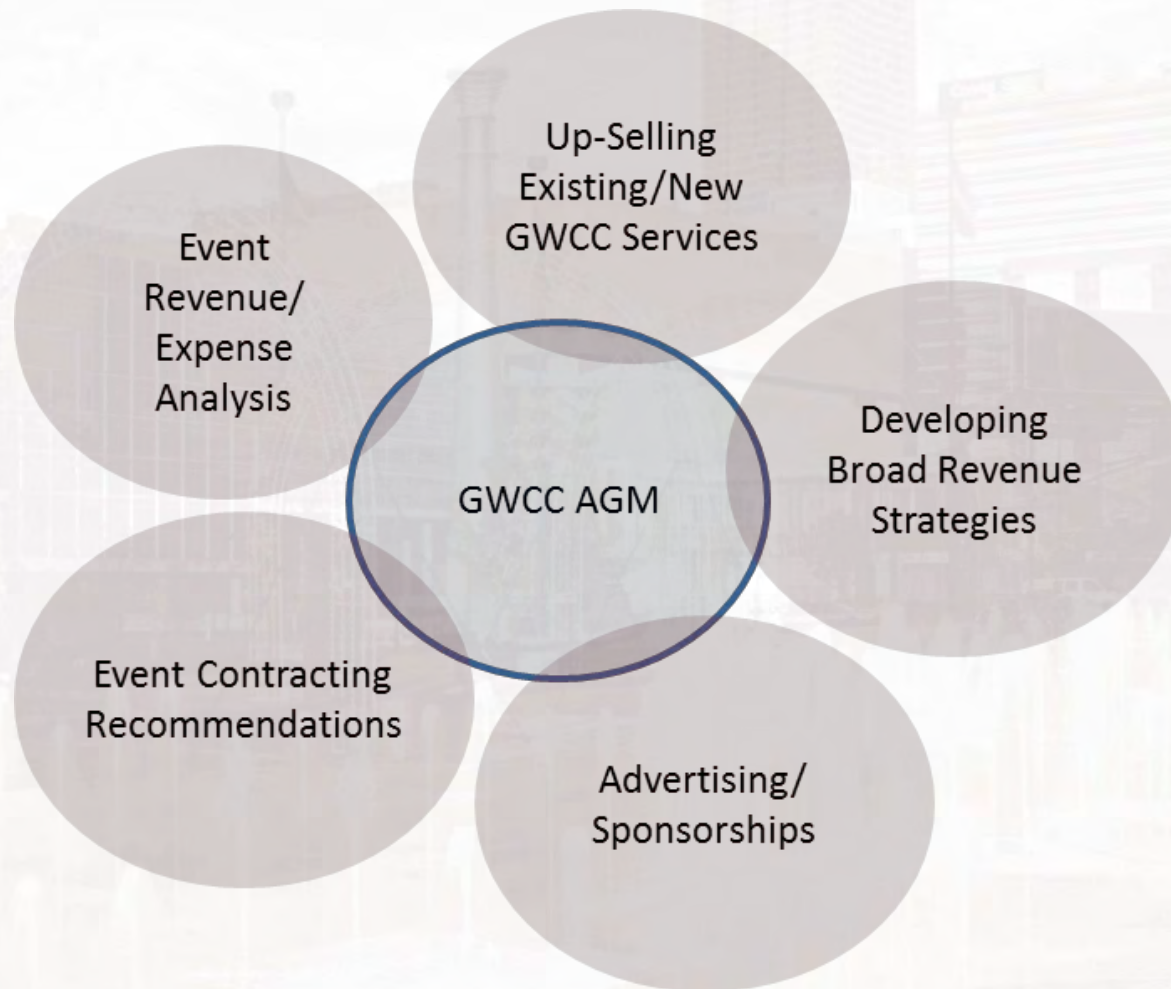 Up-Selling
Existing/New
GWCC Services
Event
Revenue/
Expense
Analysis
Developing
Broad Revenue
Strategies
GWCC AGM
Event Contracting
Recommendations
Advertising/
Sponsorships